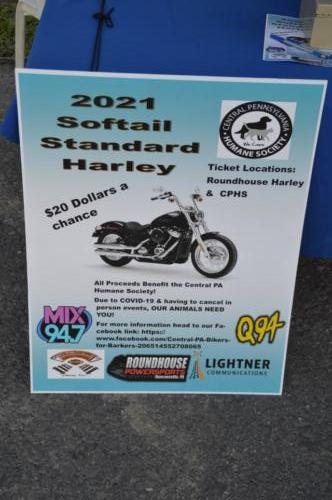 2021
Softail
Standard
Harley
CENTRAL PENNSYLVANIA
We Care
HUMANE SOCIETY
Ticket Locations:
Roundhouse Harley
& CPHS
$20 Dollars a
chance
All Proceeds Benefit the Central PA
Humane Society!
Due to COVID-19 & having to cancel in
person events, OUR ANIMALS NEED
YOU!
For more information head to our Fa-
cebook link: https://
www.facebook.com/Central-PA-Bikers-
for-Barkers-206514552708065
MIX
94.7
Q94
ROUNDHOUSE
POWERSPORTS
LIGHTNER
COMMUNICATIONS